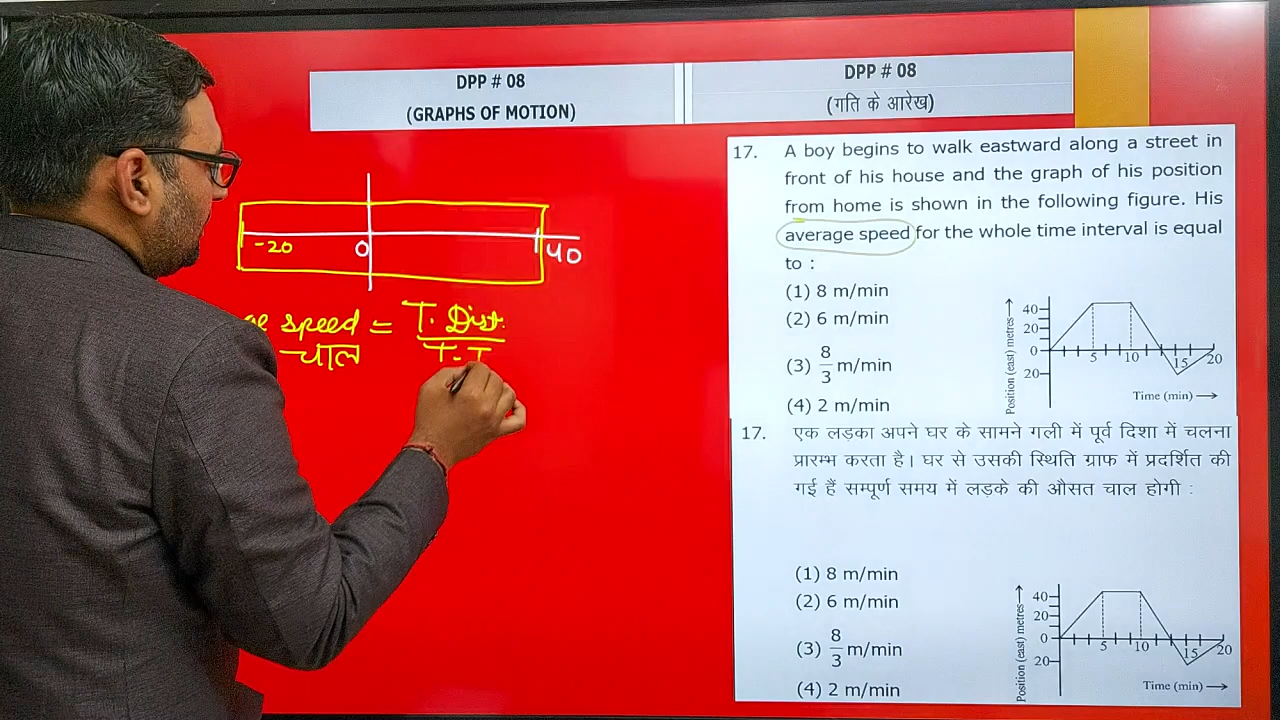 DPP # 08
(GRAPHS OF MOTION)
DPP # 08
(गति के आरेख)
-20
0
40
speed = T. Dist.
चाल
T. T
17. A boy begins to walk eastward along a street in
front of his house and the graph of his position
from home is shown in the following figure. His
average speed for the whole time interval is equal
to :
(1) 8 m/min
(2) 6 m/min
(3) 8/3 m/min
(4) 2 m/min
Position (east) metres
40
20
0
20
5
10
15
20
Time (min)
17. एक लड़का अपने घर के सामने गली में पूर्व दिशा में चलना
प्रारम्भ करता है। घर से उसकी स्थिति ग्राफ में प्रदर्शित की
गई हैं सम्पूर्ण समय में लड़के की औसत चाल होगी :
(1) 8 m/min
(2) 6 m/min
(3) 8/3 m/min
(4) 2 m/min
Position (east) metres
40
20
0
20
5
10
15
20
Time (min)